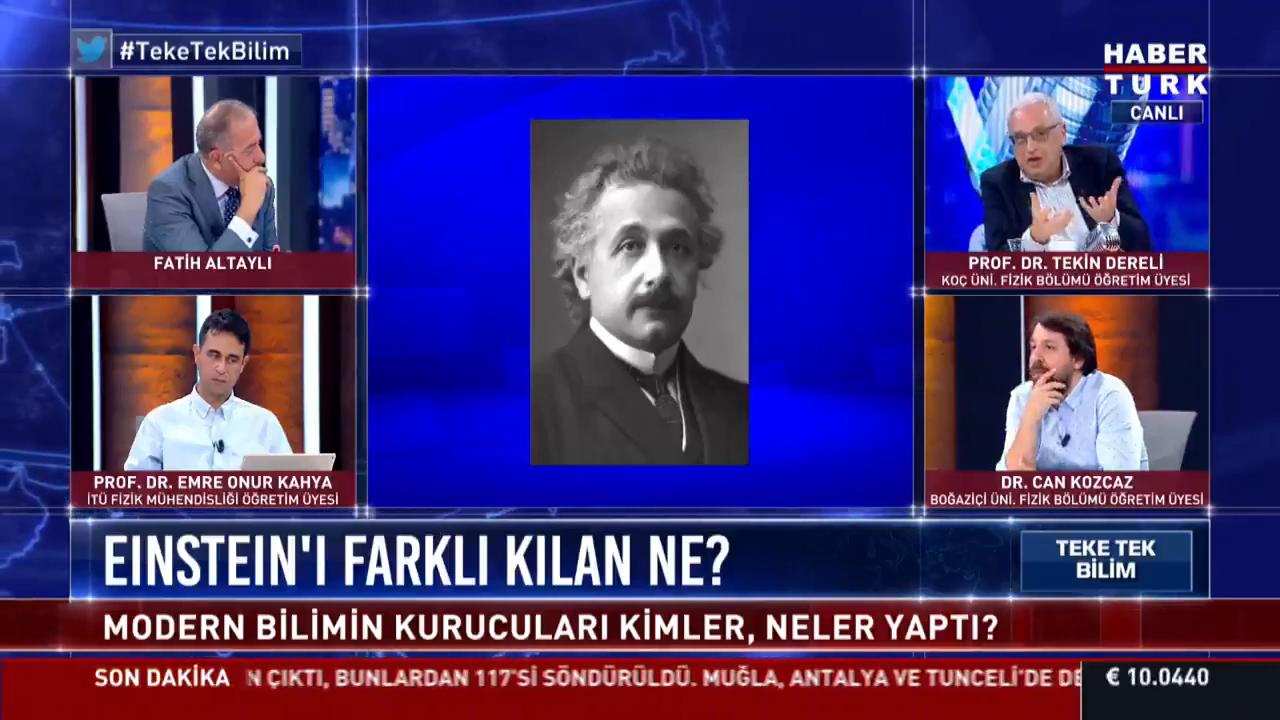 #TekeTekBilim
HABER
TÜRK
CANLI
FATİH ALTAYLI
PROF. DR. TEKİN DERELİ
KOÇ ÜNİ. FİZİK BÖLÜMÜ ÖĞRETİM ÜYESİ
PROF. DR. EMRE ONUR KAHYA
İTÜ FİZİK MÜHENDİSLİĞİ ÖĞRETİM ÜYESİ
DR. CAN KOZÇAZ
BOĞAZİÇİ ÜNİ. FİZİK BÖLÜMÜ ÖĞRETİM ÜYESİ
EINSTEIN'I FARKLI KILAN NE?
TEKE TEK
BİLİM
MODERN BİLİMİN KURUCULARI KİMLER, NELER YAPTI?
SON DAKİKA N ÇIKTI, BUNLARDAN 117'Sİ SÖNDÜRÜLDÜ. MUĞLA, ANTALYA VE TUNCELİ'DE DE € 10.0440